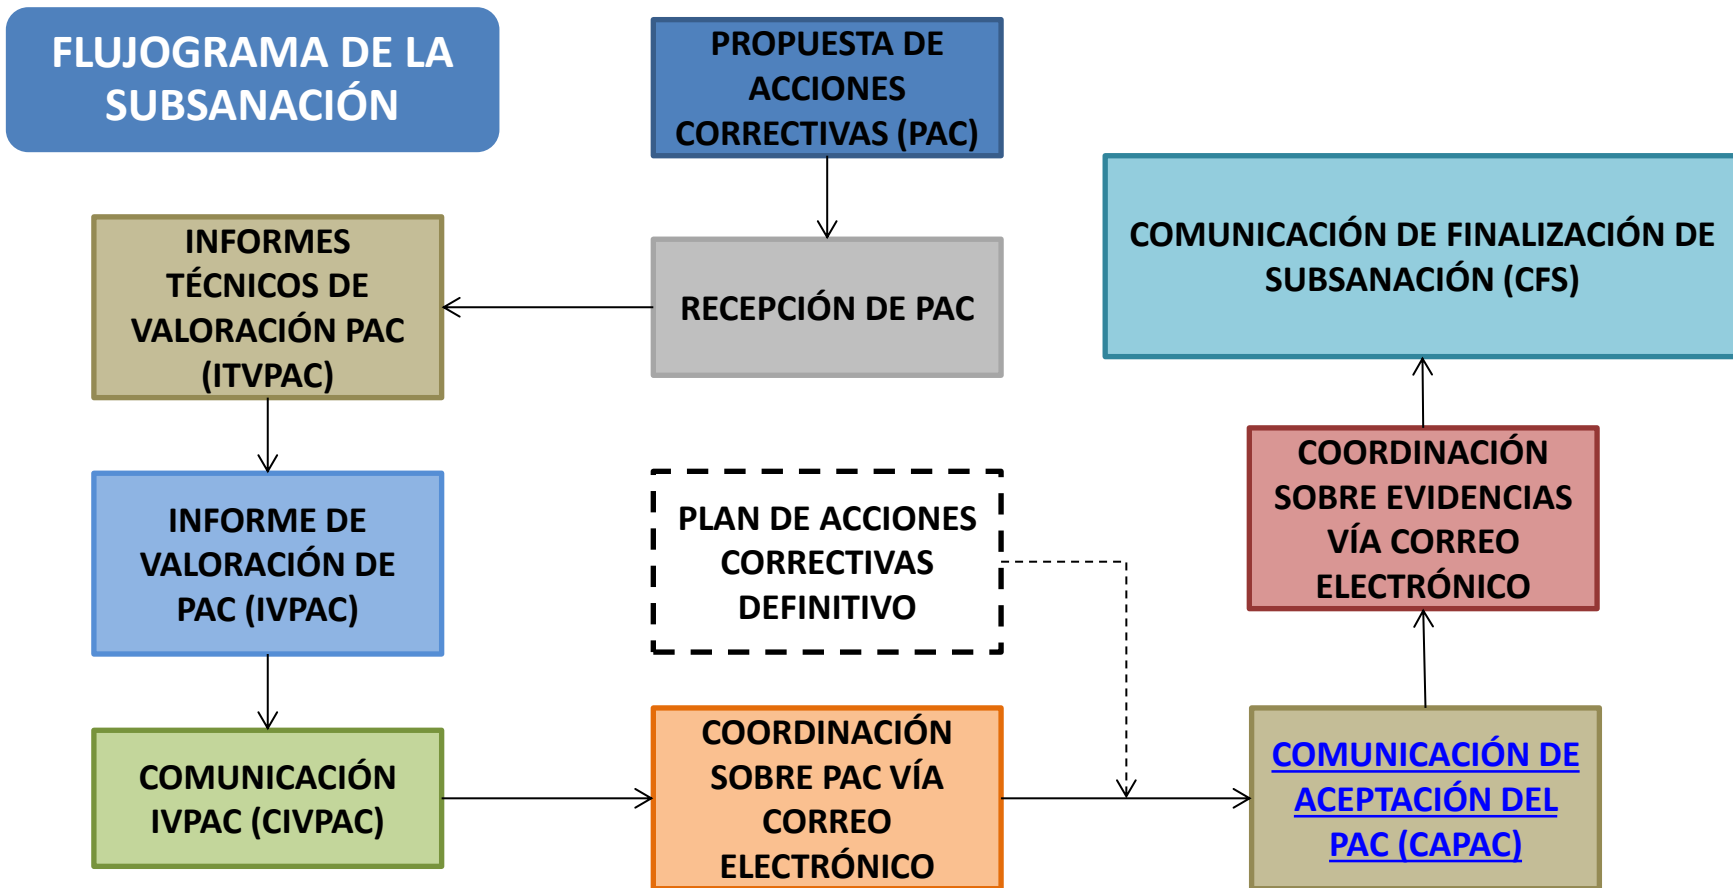 FLUJOGRAMA DE LA
SUBSANACIÓN
PROPUESTA DE
ACCIONES
CORRECTIVAS (PAC)
RECEPCIÓN DE PAC
INFORMES
TÉCNICOS DE
VALORACIÓN PAC
(ITVPAC)
INFORME DE
VALORACIÓN DE
PAC (IVPAC)
COMUNICACIÓN
IVPAC (CIVPAC)
COORDINACIÓN
SOBRE PAC VÍA
CORREO
ELECTRÓNICO
PLAN DE ACCIONES
CORRECTIVAS
DEFINITIVO
COMUNICACIÓN DE
ACEPTACIÓN DEL
PAC (CAPAC)
COORDINACIÓN
SOBRE EVIDENCIAS
VÍA CORREO
ELECTRÓNICO
COMUNICACIÓN DE FINALIZACIÓN DE
SUBSANACIÓN (CFS)